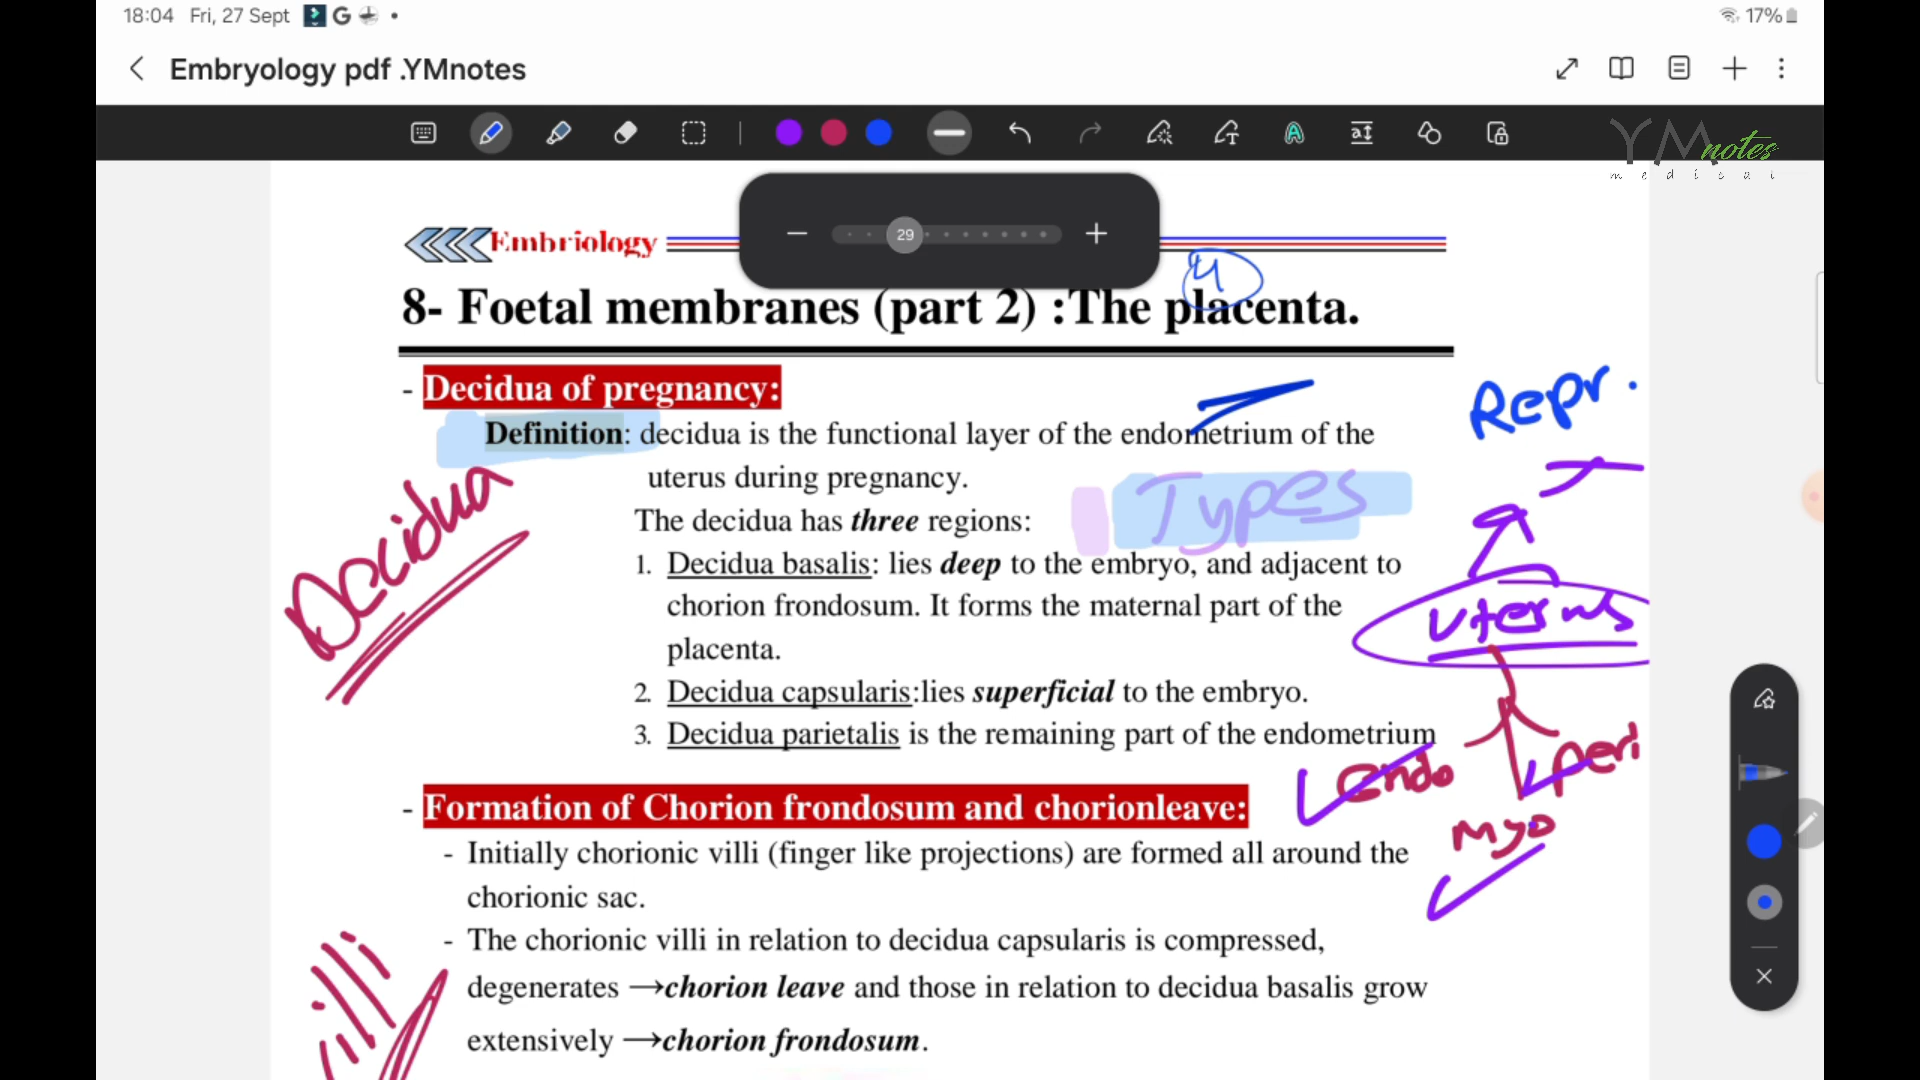 18:04 Fri, 27 Sept
17%
Embryology pdf .YMnotes
YM notes
medical
29
Embriology
4
8- Foetal membranes (part 2) :The placenta.
- Decidua of pregnancy:
Repr.
Definition: decidua is the functional layer of the endometrium of the
uterus during pregnancy.
Types
Decidua
The decidua has three regions:
1. Decidua basalis: lies deep to the embryo, and adjacent to
chorion frondosum. It forms the maternal part of the
placenta.
Uterus
2. Decidua capsularis:lies superficial to the embryo.
3. Decidua parietalis is the remaining part of the endometrium
endo
peri
myo
- Formation of Chorion frondosum and chorionleave:
- Initially chorionic villi (finger like projections) are formed all around the
chorionic sac.
- The chorionic villi in relation to decidua capsularis is compressed,
degenerates →chorion leave and those in relation to decidua basalis grow
extensively →chorion frondosum.